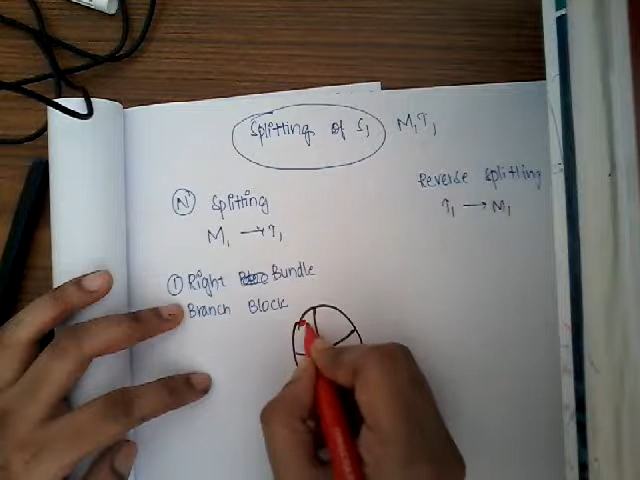 Splitting of S1 M1T1
Reverse Splitting
T1 → M1
N Splitting
M1 → T1
1 Right Bundle
Branch Block